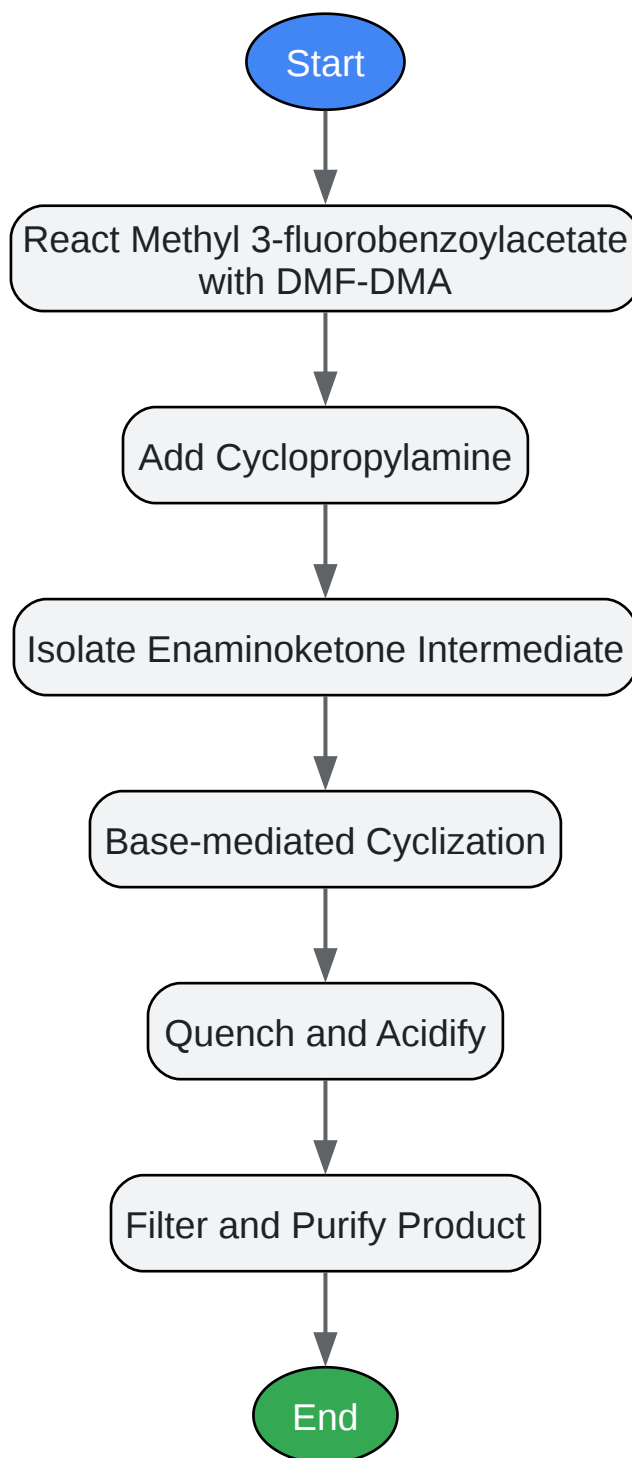 Start
React Methyl 3-fluorobenzoylacetate
with DMF-DMA
Add Cyclopropylamine
Isolate Enaminoketone Intermediate
Base-mediated Cyclization
Quench and Acidify
Filter and Purify Product
End